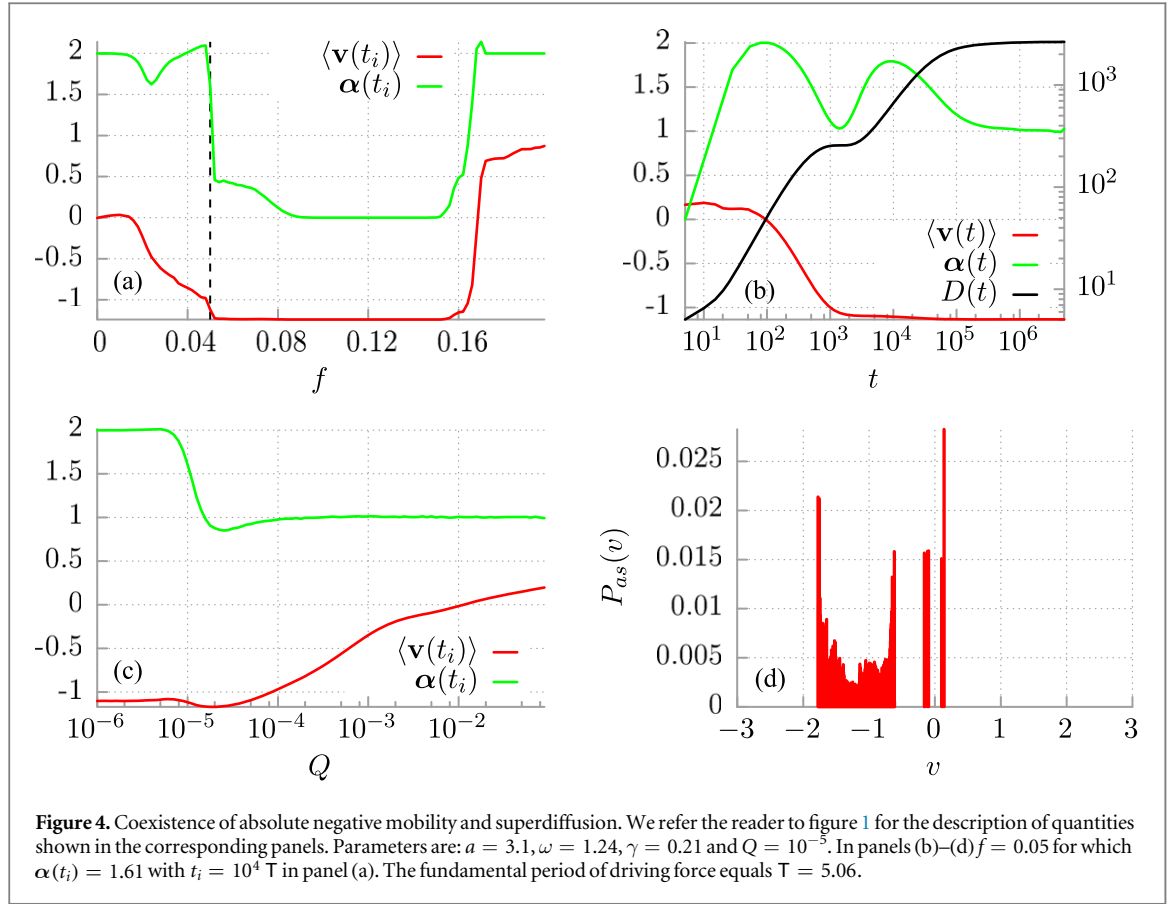 2
1.5
1
0.5
0
-0.5
-1
⟨v(t_i)⟩
α(t_i)
(a)
0 0.04 0.08 0.12 0.16
f
2
1.5
1
0.5
0
-0.5
-1
10^3
10^2
10^1
⟨v(t)⟩
α(t)
D(t)
(b)
10^1 10^2 10^3 10^4 10^5 10^6
t
2
1.5
1
0.5
0
-0.5
-1
⟨v(t_i)⟩
α(t_i)
(c)
10^-6 10^-5 10^-4 10^-3 10^-2
Q
P_as(v)
0.025
0.02
0.015
0.01
0.005
0
(d)
−3 −2 −1 0 1 2 3
v
Figure 4. Coexistence of absolute negative mobility and superdiffusion. We refer the reader to figure 1 for the description of quantities
shown in the corresponding panels. Parameters are: a = 3.1, ω = 1.24, γ = 0.21 and Q = 10^-5. In panels (b)–(d) f = 0.05 for which
α(t_i) = 1.61 with t_i = 10^4 T in panel (a). The fundamental period of driving force equals T = 5.06.